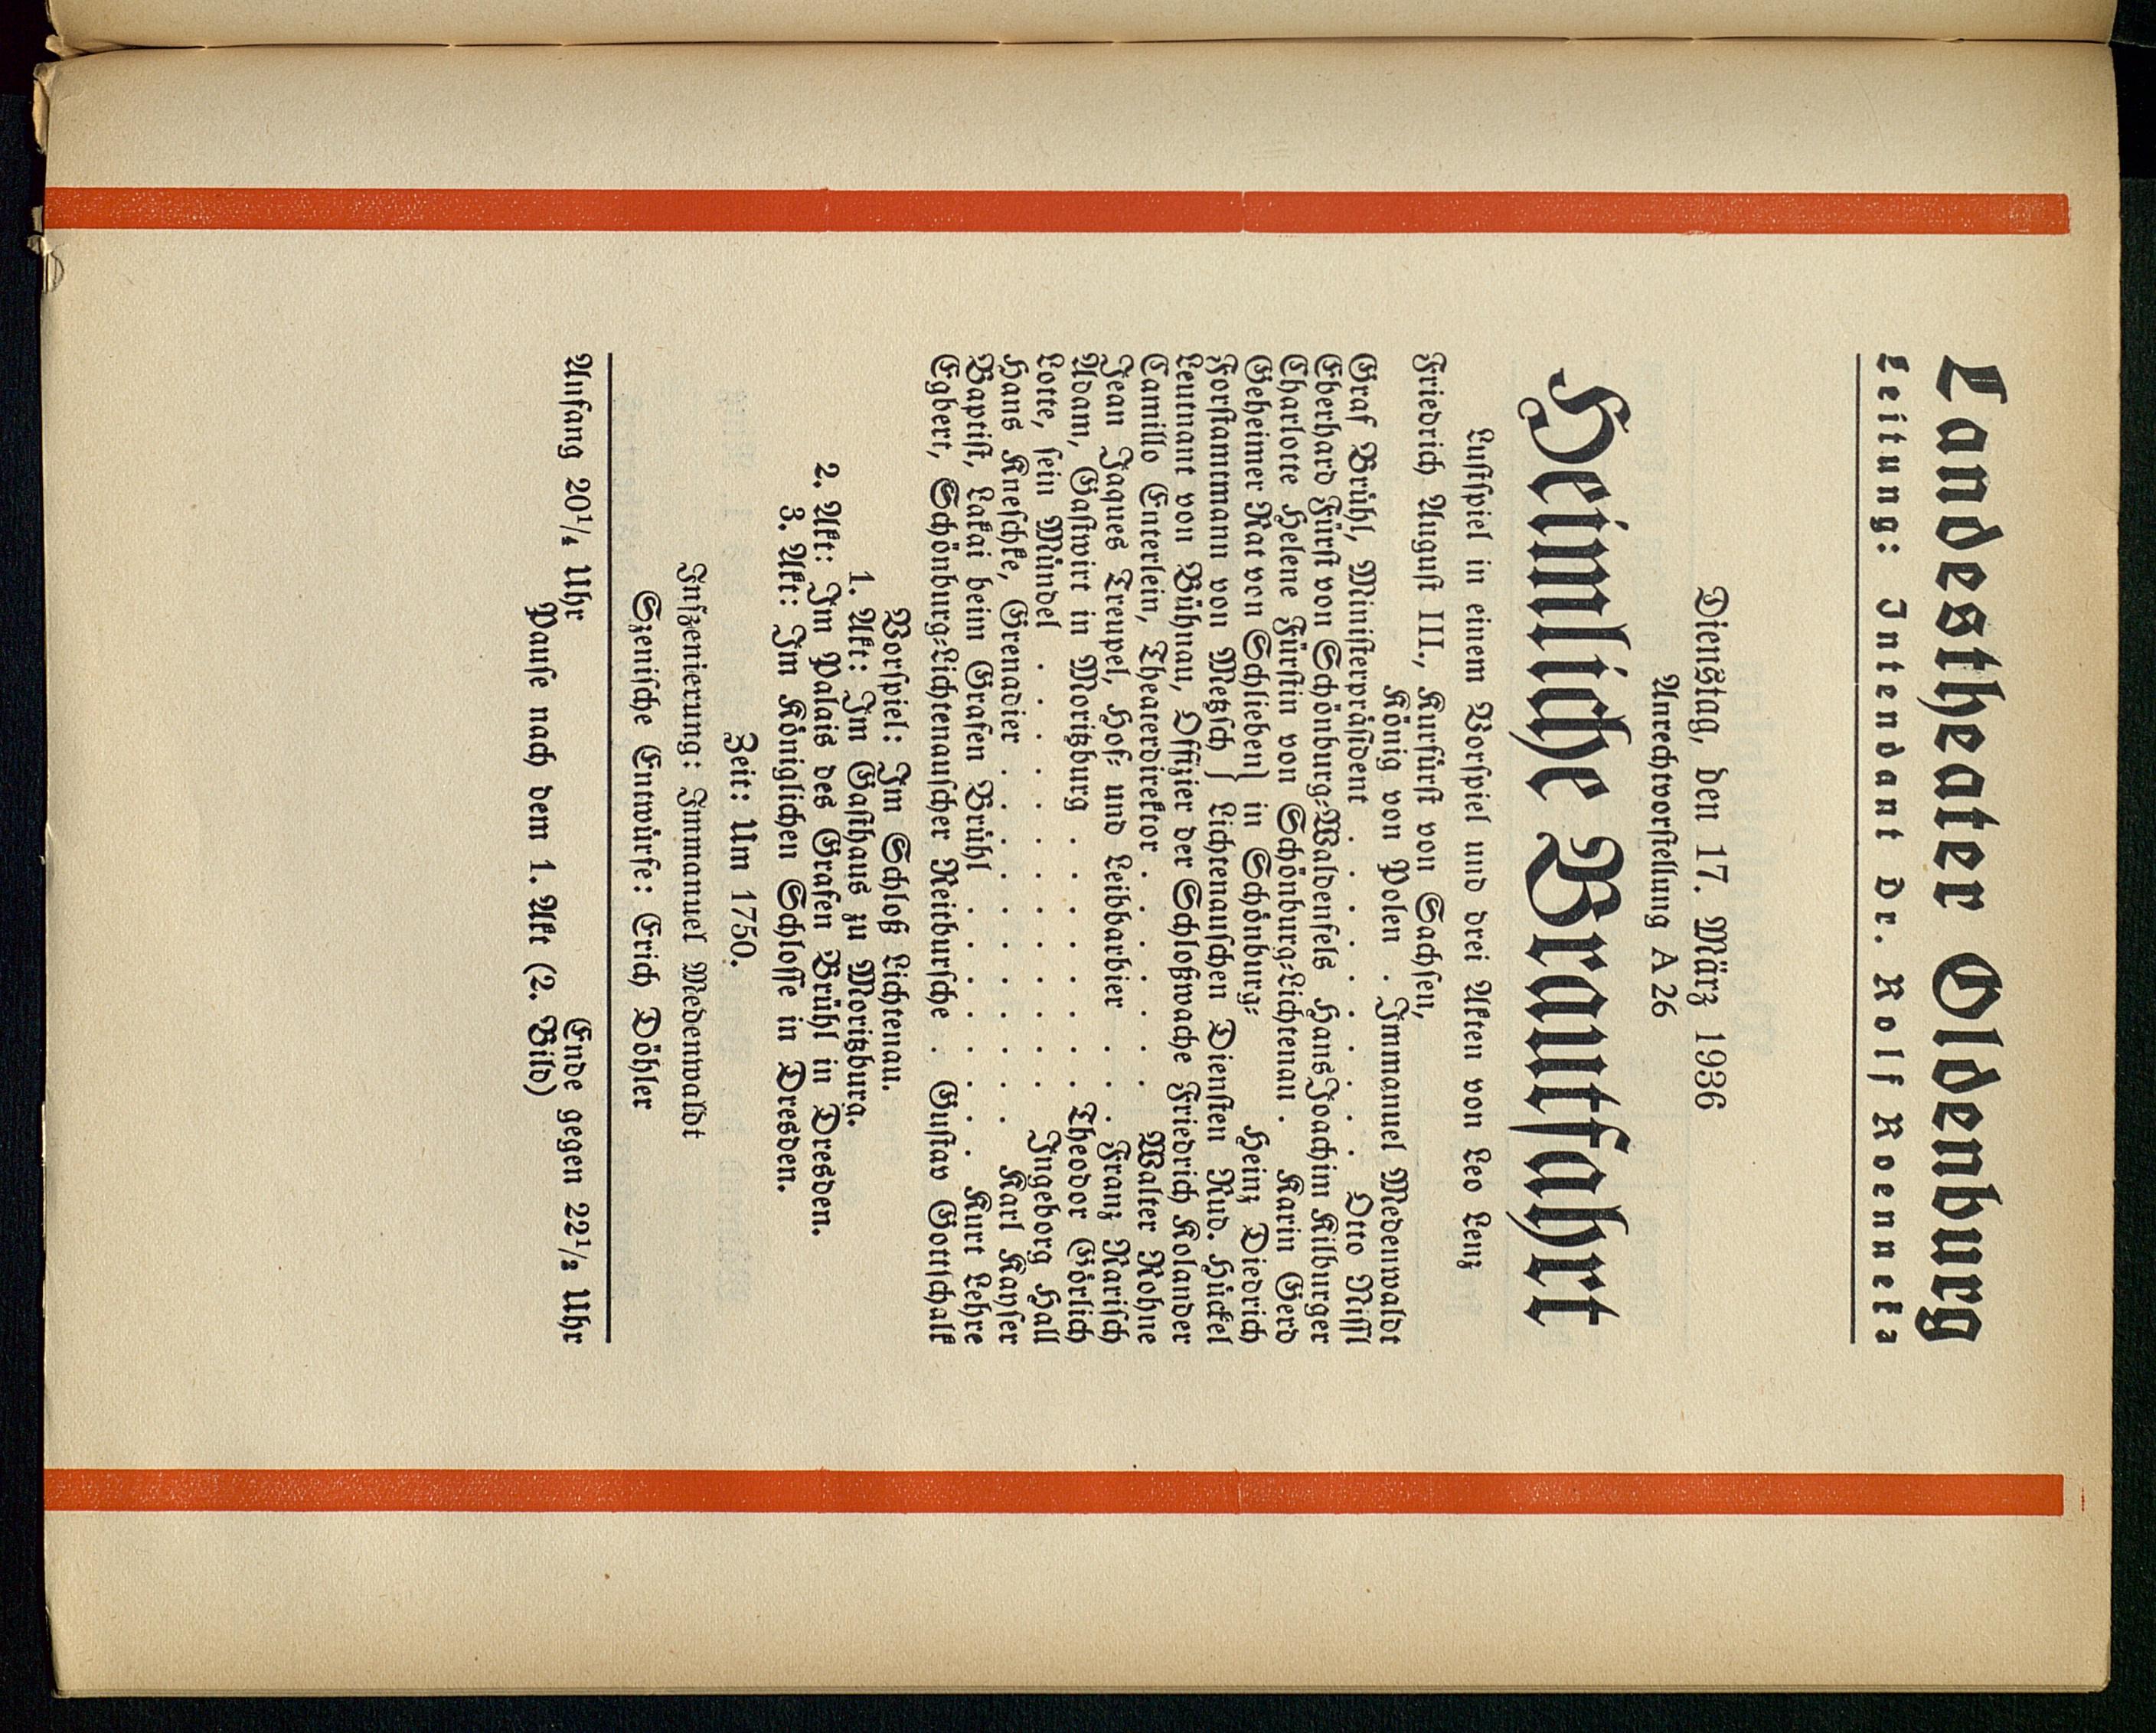 Landestheater Oldenburg
Leitung: Intendant Dr. Rolf Roenneke
Dienstag, den 17. März 1936
Anrechtvorstellung A 26
Heimliche Brautfahrt
Lustspiel in einem Vorspiel und drei Akten von Leo Lenz
Friedrich August III., Kurfürst von Sachsen,
König von Polen . Immanuel Medenwaldt
Graf Brühl, Ministerpräsident . . . . . . . . Otto Nissl
Eberhard Fürst von Schönburg-Waldenfels Hans Joachim Kilburger
Charlotte Helene Fürstin von Schönburg-Lichtenau . Karin Gerd
Geheimer Rat von Schlieben } in Schönburg- Heinz Diedrich
Forstammmann von Metzsch } Lichtenauschen Diensten Rud. Hückel
Leutnant von Bühnau, Offizier der Schloßwache Friedrich Kolander
Camillo Enterlein, Theaterdirektor . . . . . . . Walter Rohne
Jean Jaques Treupel, Hof- und Leibbarbier . . . Franz Marisch
Adam, Gastwirt in Moritzburg . . . . . . . Theodor Görlich
Lotte, sein Mündel . . . . . . . . . . . . Ingeborg Hall
Hans Kneschke, Grenadier . . . . . . . . . . Karl Kayser
Baptist, Lakai beim Grafen Brühl . . . . . . . Kurt Lehre
Egbert, Schönburg-Lichtenauscher Reitbursche . Gustav Gottschalk
Vorspiel: Im Schloß Lichtenau.
1. Akt: Im Gasthaus zu Moritzburg.
2. Akt: Im Palais des Grafen Brühl in Dresden.
3. Akt: Im Königlichen Schlosse in Dresden.
Zeit: Um 1750.
Inszenierung: Immanuel Medenwaldt
Szenische Entwürfe: Erich Döhler
Anfang 20¹/₄ Uhr Ende gegen 22¹/₂ Uhr
Pause nach dem 1. Akt (2. Bild)